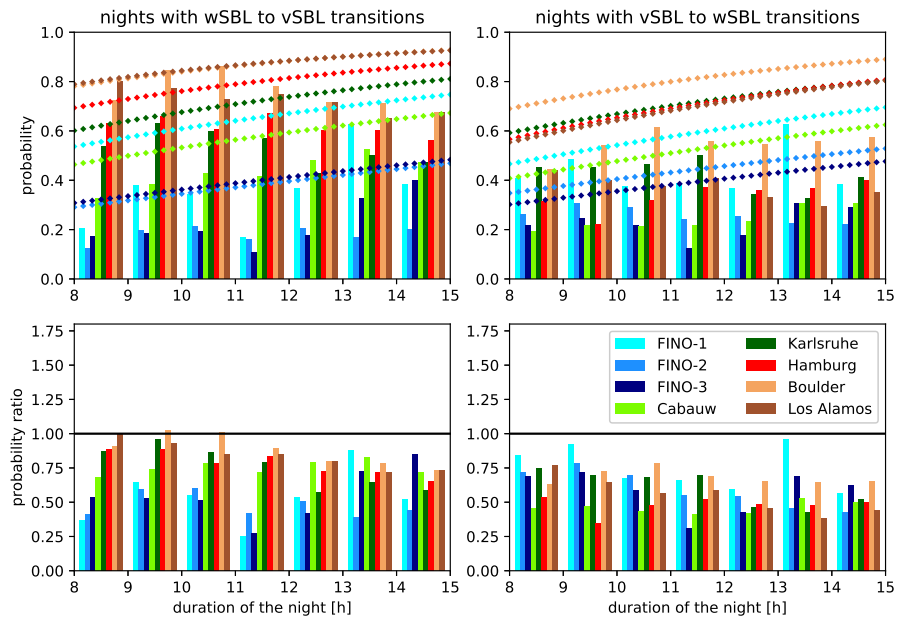 nights with wSBL to vSBL transitions
nights with vSBL to wSBL transitions
probability
1.0
0.8
0.6
0.4
0.2
0.0
8 9 10 11 12 13 14 15
1.0
0.8
0.6
0.4
0.2
0.0
8 9 10 11 12 13 14 15
probability ratio
1.75
1.50
1.25
1.00
0.75
0.50
0.25
0.00
8 9 10 11 12 13 14 15
duration of the night [h]
1.75
1.50
1.25
1.00
0.75
0.50
0.25
0.00
FINO-1
FINO-2
FINO-3
Cabauw
Karlsruhe
Hamburg
Boulder
Los Alamos
8 9 10 11 12 13 14 15
duration of the night [h]